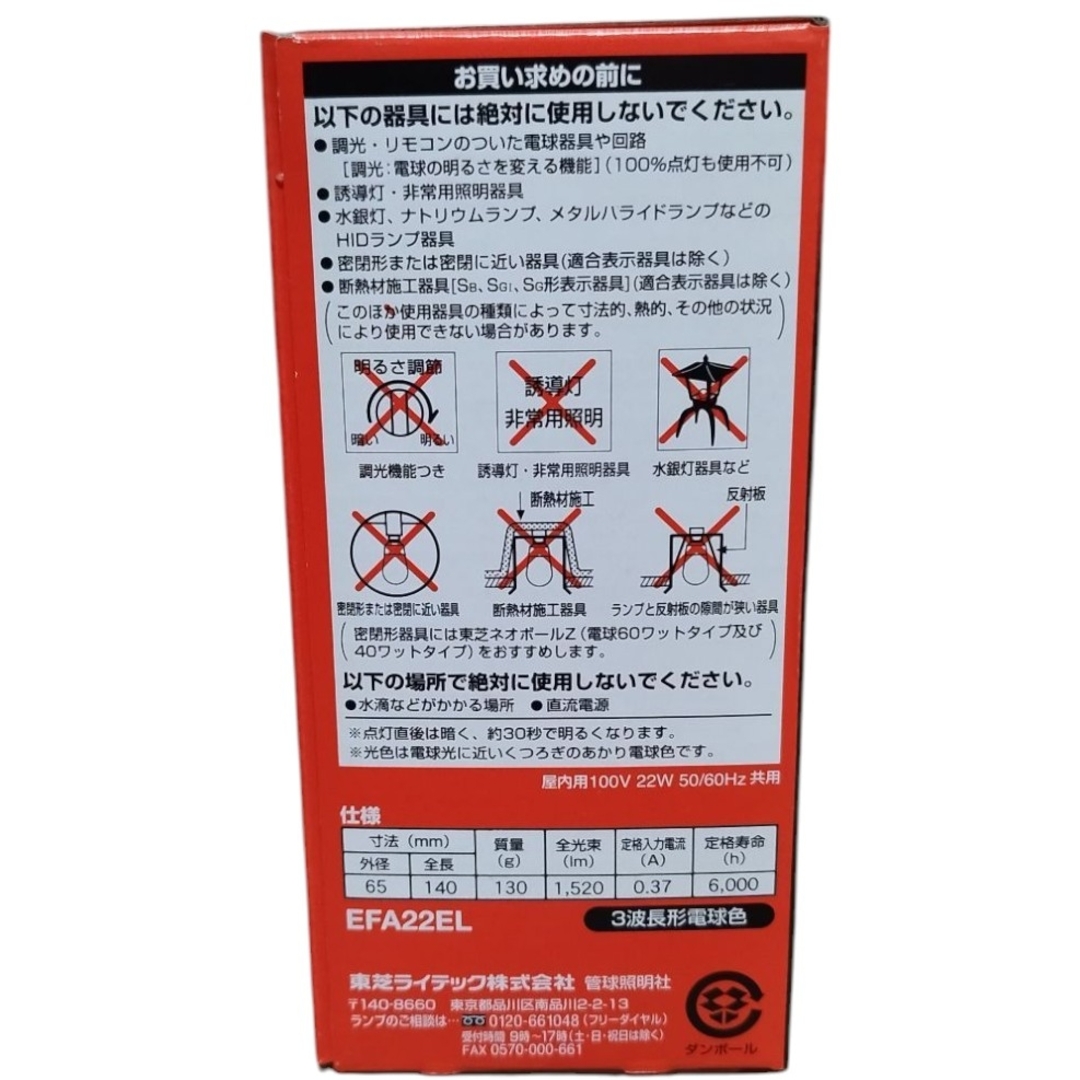 お買い求めの前に
以下の器具には絶対に使用しないでください。
●調光・リモコンのついた電球器具や回路
[調光:電球の明るさを変える機能](100%点灯も使用不可)
●誘導灯・非常用照明器具
●水銀灯、ナトリウムランプ、メタルハライドランプなどの
HIDランプ器具
●密閉形または密閉に近い器具(適合表示器具は除く)
●断熱材施工器具[SB、SGI、SG形表示器具](適合表示器具は除く)
(このほか使用器具の種類によって寸法的、熱的、その他の状況
により使用できない場合があります。)
明るさ調節
暗い 明るい
誘導灯
非常用照明
調光機能つき 誘導灯・非常用照明器具 水銀灯器具など
断熱材施工 反射板
密閉形または密閉に近い器具 断熱材施工器具 ランプと反射板の隙間が狭い器具
(密閉形器具には東芝ネオボールZ(電球60ワットタイプ及び
40ワットタイプ)をおすすめします。)
以下の場所で絶対に使用しないでください。
●水滴などがかかる場所 ●直流電源
※点灯直後は暗く、約30秒で明るくなります。
※光色は電球光に近いくつろぎのあかり電球色です。
屋内用100V 22W 50/60Hz 共用
仕様
寸法(mm) 質量(g) 全光束(lm) 定格入力電流(A) 定格寿命(h)
外径 全長
65 140 130 1,520 0.37 6,000
EFA22EL 3波長形電球色
東芝ライテック株式会社 管球照明社
〒140-8660 東京都品川区南品川2-2-13
ランプのご相談は…0120-661048(フリーダイヤル)
受付時間 9時~17時(土・日・祝日は除く)
FAX 0570-000-661
ダンボール